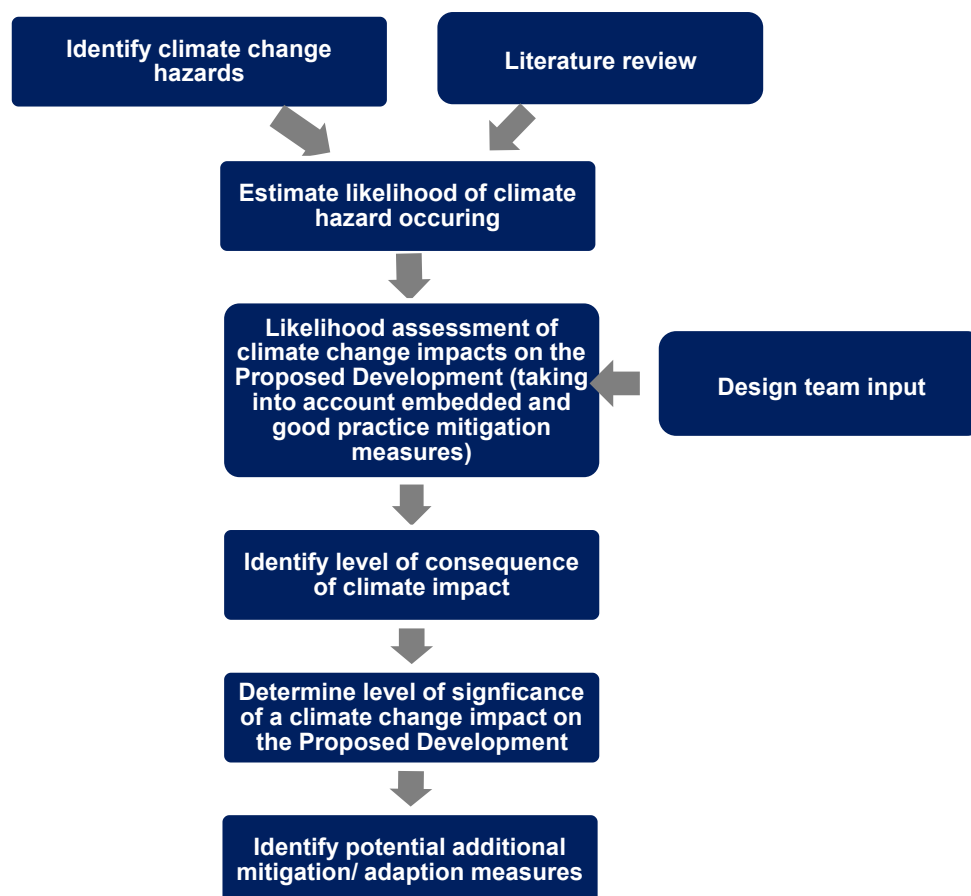 Identify climate change
hazards
Literature review
Estimate likelihood of climate
hazard occuring
Likelihood assessment of
climate change impacts on the
Proposed Development (taking
into account embedded and
good practice mitigation
measures)
Design team input
Identify level of consequence
of climate impact
Determine level of signficance
of a climate change impact on
the Proposed Development
Identify potential additional
mitigation/ adaption measures